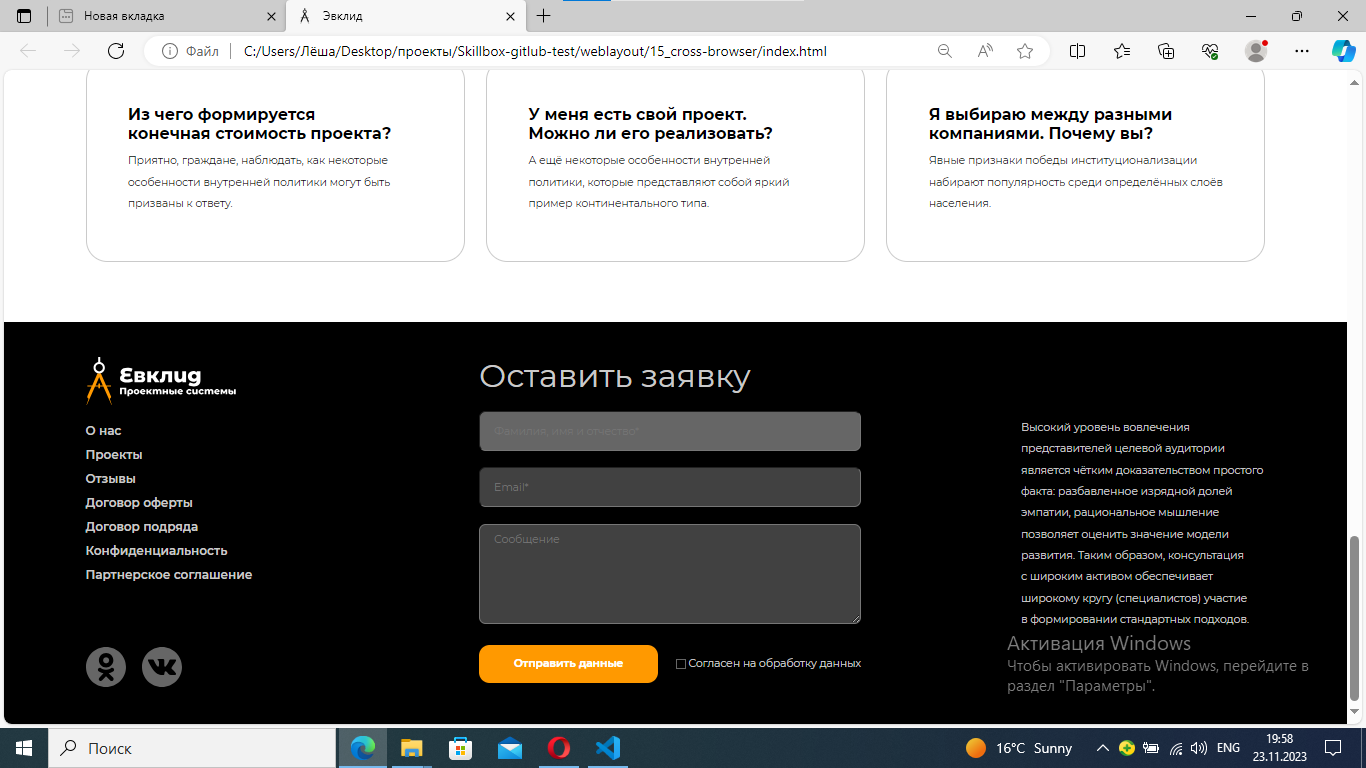 Новая вкладка
Эвклид
Файл
C:/Users/Лёша/Desktop/проекты/Skillbox-gitlub-test/weblayout/15_cross-browser/index.html
Из чего формируется
конечная стоимость проекта?
Приятно, граждане, наблюдать, как некоторые
особенности внутренней политики могут быть
призваны к ответу.
У меня есть свой проект.
Можно ли его реализовать?
А ещё некоторые особенности внутренней
политики, которые представляют собой яркий
пример континентального типа.
Я выбираю между разными
компаниями. Почему вы?
Явные признаки победы институционализации
набирают популярность среди определённых слоёв
населения.
Евклид
Проектные системы
О нас
Проекты
Отзывы
Договор оферты
Договор подряда
Конфиденциальность
Партнерское соглашение
Оставить заявку
Фамилия, имя и отчество*
Email*
Сообщение
Отправить данные
Согласен на обработку данных
Высокий уровень вовлечения
представителей целевой аудитории
является чётким доказательством простого
факта: разбавленное изрядной долей
эмпатии, рациональное мышление
позволяет оценить значение модели
развития. Таким образом, консультация
с широким активом обеспечивает
широкому кругу (специалистов) участие
в формировании стандартных подходов.
Активация Windows
Чтобы активировать Windows, перейдите в
раздел "Параметры".
Поиск
16°C Sunny
ENG
19:58
23.11.2023